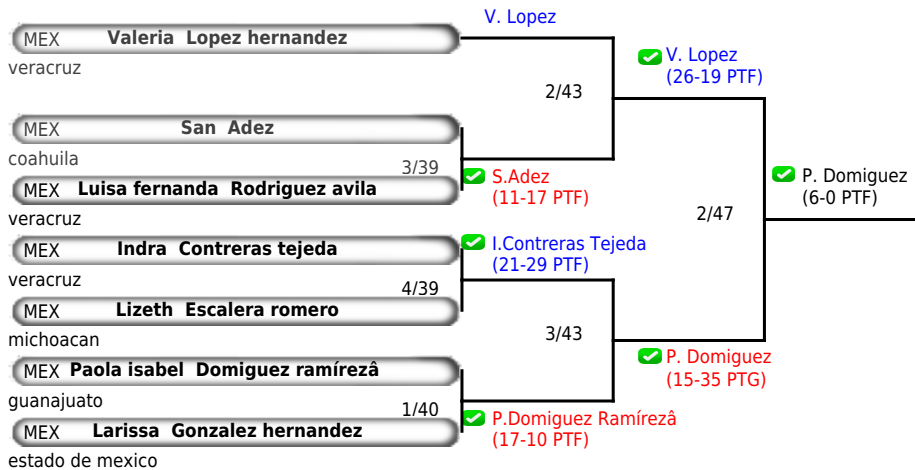 V. Lopez
MEX Valeria Lopez hernandez
veracruz
V. Lopez
(26-19 PTF)
2/43
MEX San Adez
coahuila
3/39
S.Adez
(11-17 PTF)
MEX Luisa fernanda Rodriguez avila
veracruz
P. Domiguez
(6-0 PTF)
2/47
MEX Indra Contreras tejeda
veracruz
I.Contreras Tejeda
(21-29 PTF)
4/39
MEX Lizeth Escalera romero
michoacan
3/43
P. Domiguez
(15-35 PTG)
MEX Paola isabel Domiguez ramírezâ
guanajuato
1/40
P.Domiguez Ramírezâ
(17-10 PTF)
MEX Larissa Gonzalez hernandez
estado de mexico